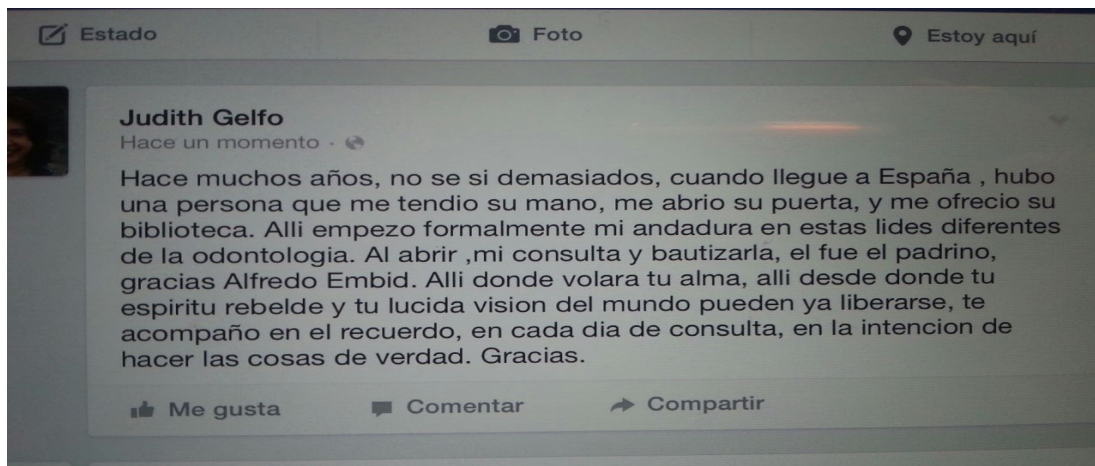 Estado Foto Estoy aquí
Judith Gelfo
Hace un momento ·
Hace muchos años, no se si demasiados, cuando llegue a España , hubo
una persona que me tendio su mano, me abrio su puerta, y me ofrecio su
biblioteca. Alli empezo formalmente mi andadura en estas lides diferentes
de la odontologia. Al abrir ,mi consulta y bautizarla, el fue el padrino,
gracias Alfredo Embid. Alli donde volara tu alma, alli desde donde tu
espiritu rebelde y tu lucida vision del mundo pueden ya liberarse, te
acompaño en el recuerdo, en cada dia de consulta, en la intencion de
hacer las cosas de verdad. Gracias.
Me gusta Comentar Compartir